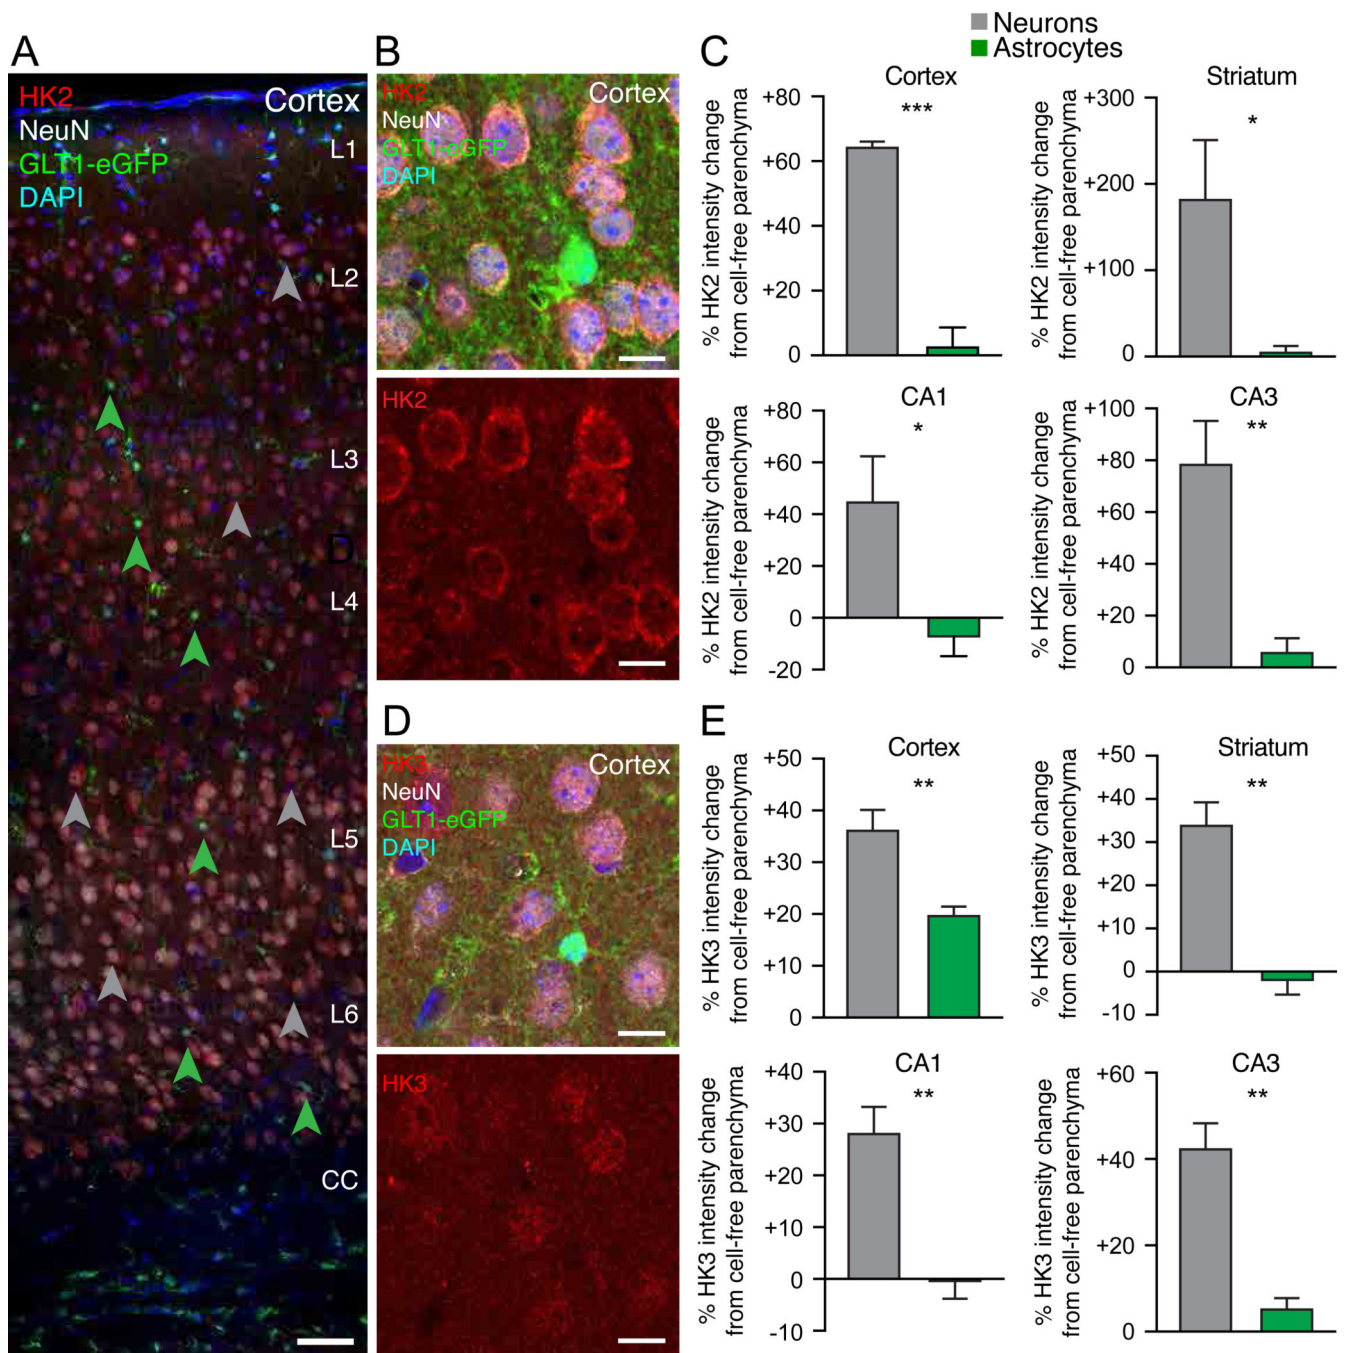 Neurons
Astrocytes
A
HK2
NeuN
GLT1-eGFP
DAPI
Cortex
L1
L2
L3
D
L4
L5
L6
CC
B
HK2
NeuN
GLT1-eGFP
DAPI
Cortex
HK2
C
Cortex
% HK2 intensity change
from cell-free parenchyma
+80
+60
+40
+20
0
***
Striatum
% HK2 intensity change
from cell-free parenchyma
+300
+200
+100
0
*
CA1
% HK2 intensity change
from cell-free parenchyma
+80
+60
+40
+20
0
-20
*
CA3
% HK2 intensity change
from cell-free parenchyma
+100
+80
+60
+40
+20
0
**
D
HK3
NeuN
GLT1-eGFP
DAPI
Cortex
HK3
E
Cortex
% HK3 intensity change
from cell-free parenchyma
+50
+40
+30
+20
+10
0
**
Striatum
% HK3 intensity change
from cell-free parenchyma
+50
+30
+10
0
-10
**
CA1
% HK3 intensity change
from cell-free parenchyma
+40
+30
+20
+10
0
-10
**
CA3
% HK3 intensity change
from cell-free parenchyma
+60
+40
+20
0
**